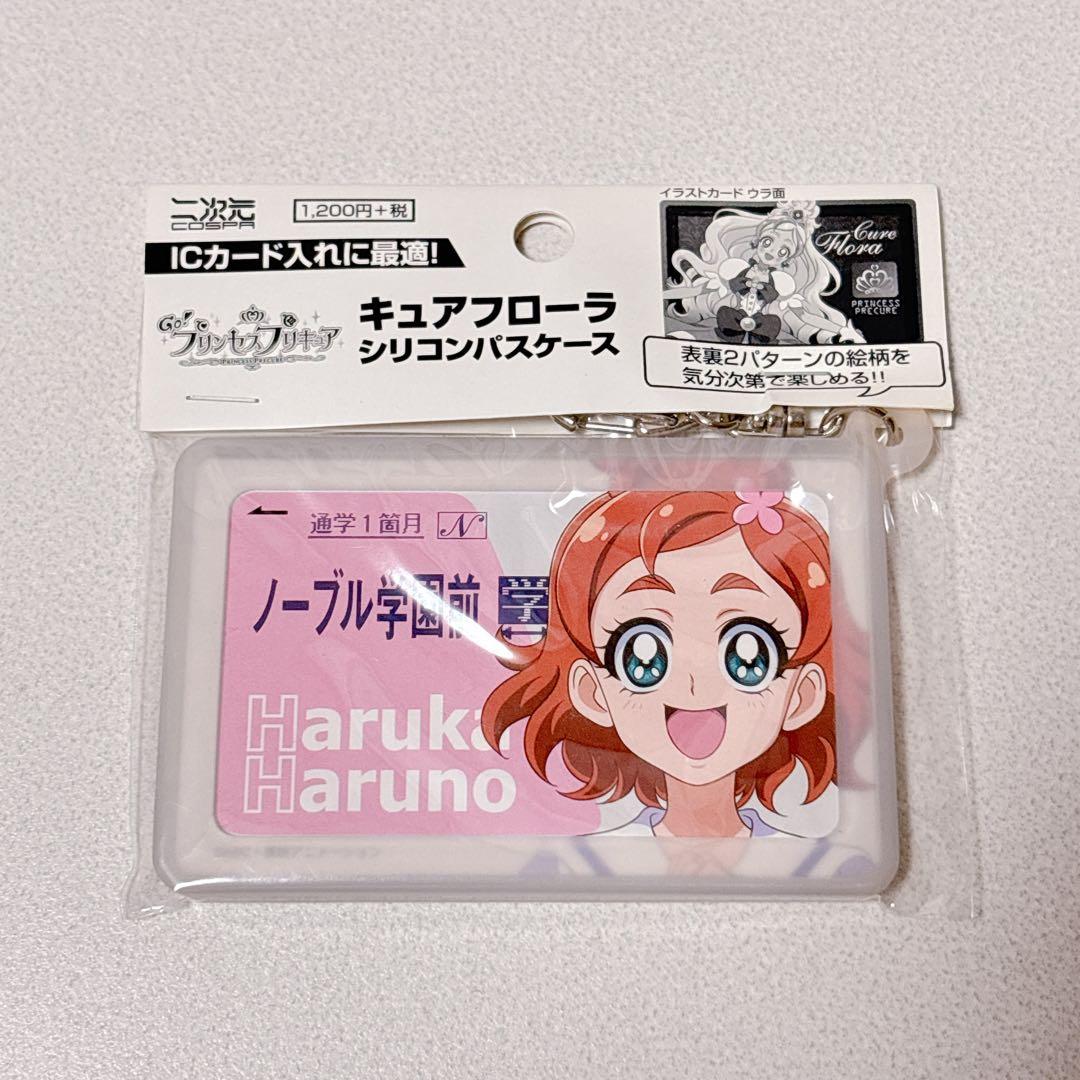 二次元
COSPA
1,200円+税
ICカード入れに最適!
Go!
プリンセスプリキュア
PRINCESS PRECURE
キュアフローラ
シリコンパスケース
イラストカード ウラ面
Cure
Flora
PRINCESS
PRECURE
表裏2パターンの絵柄を
気分次第で楽しめる!!
通学1箇月 N
ノーブル学園前 学
Haruka
Haruno